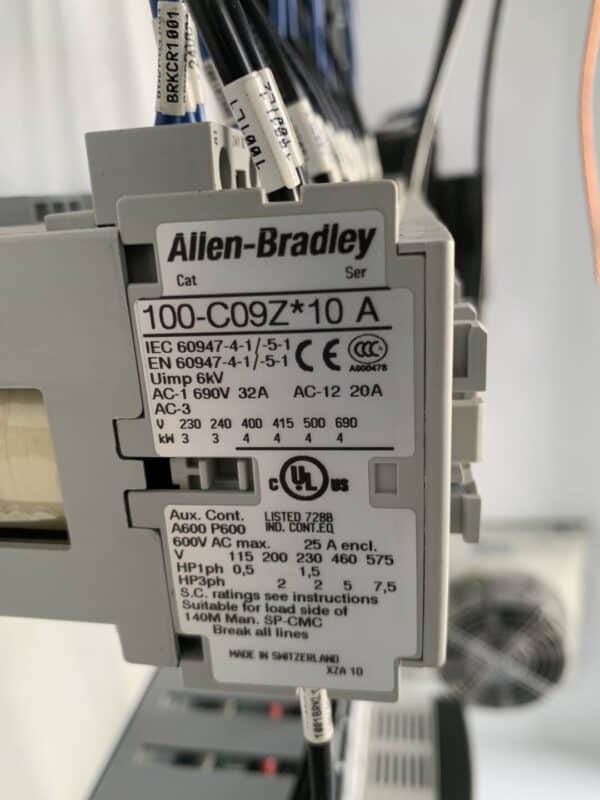 BRKCR1001
1001L1
Allen-Bradley
Cat Ser
100-C09Z*10 A
IEC 60947-4-1/-5-1
EN 60947-4-1/-5-1
CE CCC
A000475
Uimp 6kV
AC-1 690V 32A AC-12 20A
AC-3
V 230 240 400 415 500 690
kW 3 3 4 4 4 4
c UL us
Aux. Cont. LISTED 728B
A600 P600 IND. CONT.EQ.
600V AC max. 25 A encl.
V 115 200 230 460 575
HP1ph 0,5 1,5
HP3ph 2 2 5 7,5
S.C. ratings see instructions
Suitable for load side of
140M Man. SP-CMC
Break all lines
MADE IN SWITZERLAND
XZA 10